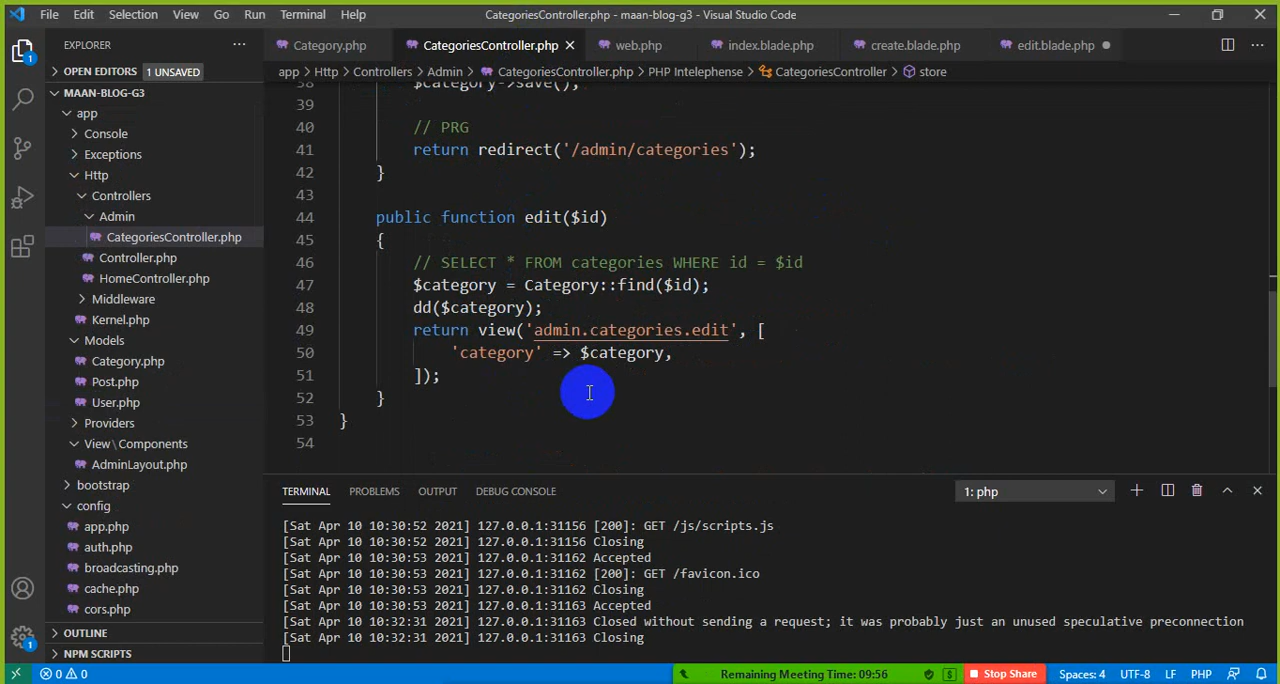 File Edit Selection View Go Run Terminal Help
CategoriesController.php - maan-blog-g3 - Visual Studio Code
EXPLORER
Category.php
CategoriesController.php
web.php
index.blade.php
create.blade.php
edit.blade.php
OPEN EDITORS 1 UNSAVED
app > Http > Controllers > Admin > CategoriesController.php > PHP Intelephense > CategoriesController > store
MAAN-BLOG-G3
app
Console
Exceptions
Http
Controllers
Admin
CategoriesController.php
Controller.php
HomeController.php
Middleware
Kernel.php
Models
Category.php
Post.php
User.php
Providers
View\Components
AdminLayout.php
bootstrap
config
app.php
auth.php
broadcasting.php
cache.php
cors.php
OUTLINE
NPM SCRIPTS
38 $category->save();
39
40 // PRG
41 return redirect('/admin/categories');
42 }
43
44 public function edit($id)
45 {
46 // SELECT * FROM categories WHERE id = $id
47 $category = Category::find($id);
48 dd($category);
49 return view('admin.categories.edit', [
50 'category' => $category,
51 ]);
52 }
53 }
54
TERMINAL PROBLEMS OUTPUT DEBUG CONSOLE
1: php
[Sat Apr 10 10:30:52 2021] 127.0.0.1:31156 [200]: GET /js/scripts.js
[Sat Apr 10 10:30:52 2021] 127.0.0.1:31156 Closing
[Sat Apr 10 10:30:53 2021] 127.0.0.1:31162 Accepted
[Sat Apr 10 10:30:53 2021] 127.0.0.1:31162 [200]: GET /favicon.ico
[Sat Apr 10 10:30:53 2021] 127.0.0.1:31162 Closing
[Sat Apr 10 10:30:53 2021] 127.0.0.1:31163 Accepted
[Sat Apr 10 10:32:31 2021] 127.0.0.1:31163 Closed without sending a request; it was probably just an unused speculative preconnection
[Sat Apr 10 10:32:31 2021] 127.0.0.1:31163 Closing
1
1
0 0
Remaining Meeting Time: 09:56
$
Stop Share
Spaces: 4 UTF-8 LF PHP